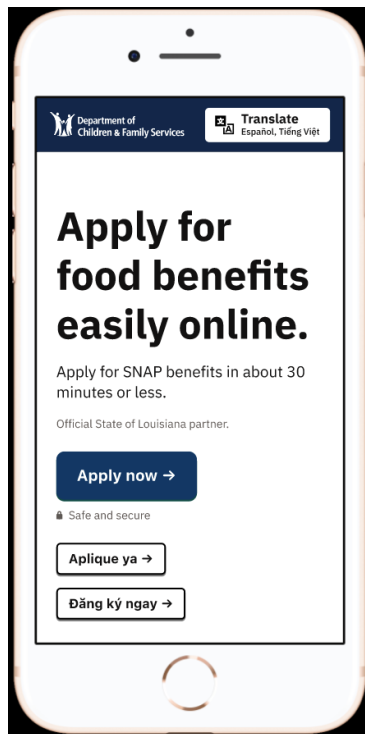 Department of
Children & Family Services
Translate
Español, Tiếng Việt
Apply for
food benefits
easily online.
Apply for SNAP benefits in about 30
minutes or less.
Official State of Louisiana partner.
Apply now →
Safe and secure
Aplique ya →
Đăng ký ngay →